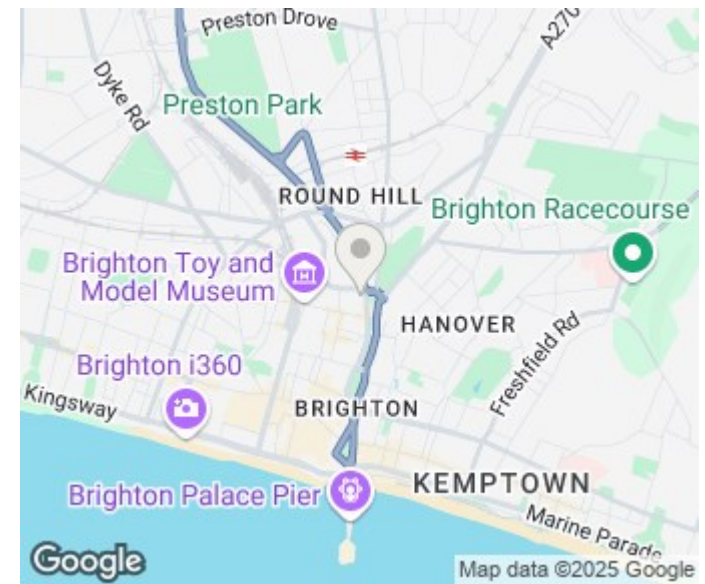 Preston Drove
A270
Dyke Rd
Preston Park
ROUND HILL
Brighton Racecourse
Brighton Toy and
Model Museum
HANOVER
Freshfield Rd
Brighton i360
Kingsway
BRIGHTON
KEMPTOWN
Brighton Palace Pier
Marine Parade
Google
Map data ©2025 Google